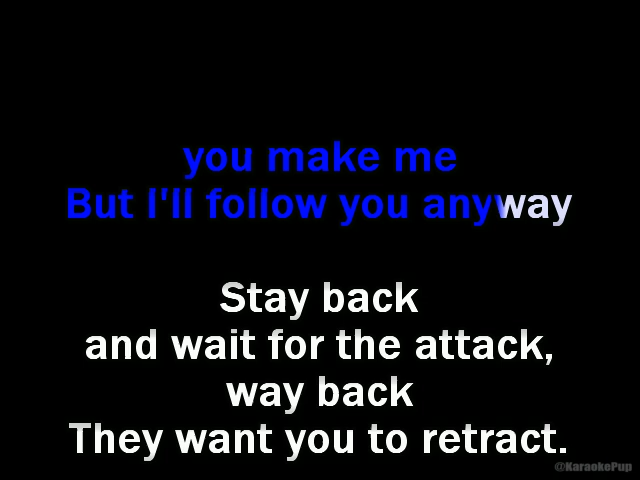 you make me
But I'll follow you anyway
Stay back
and wait for the attack,
way back
They want you to retract.
@KaraokePup